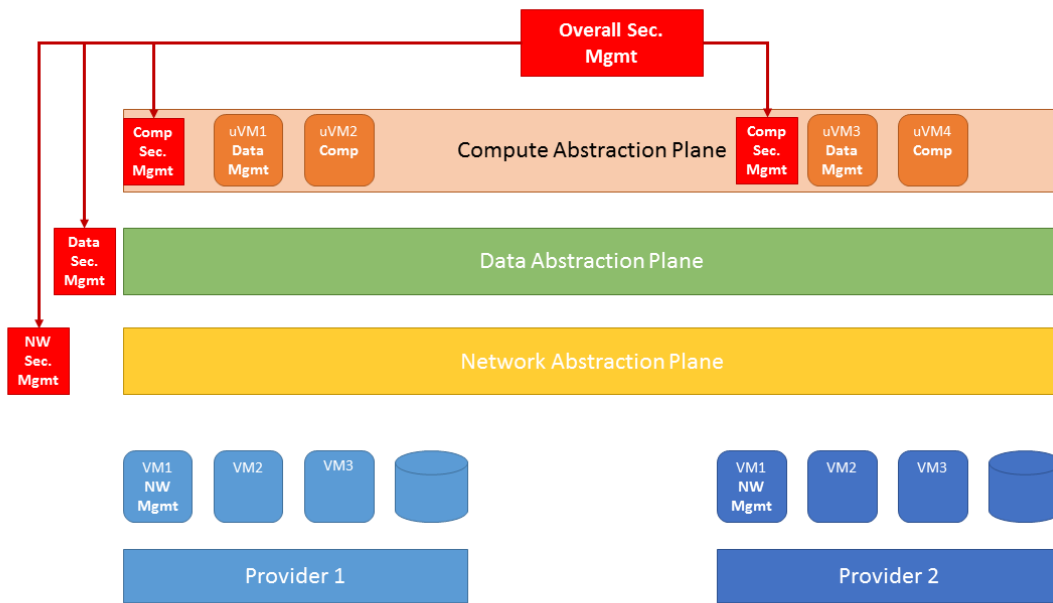 Overall Sec.
Mgmt
Comp
Sec.
Mgmt
uVM1
Data
Mgmt
uVM2
Comp
Compute Abstraction Plane
Comp
Sec.
Mgmt
uVM3
Data
Mgmt
uVM4
Comp
Data
Sec.
Mgmt
Data Abstraction Plane
NW
Sec.
Mgmt
Network Abstraction Plane
VM1
NW
Mgmt
VM2
VM3
VM1
NW
Mgmt
VM2
VM3
Provider 1
Provider 2